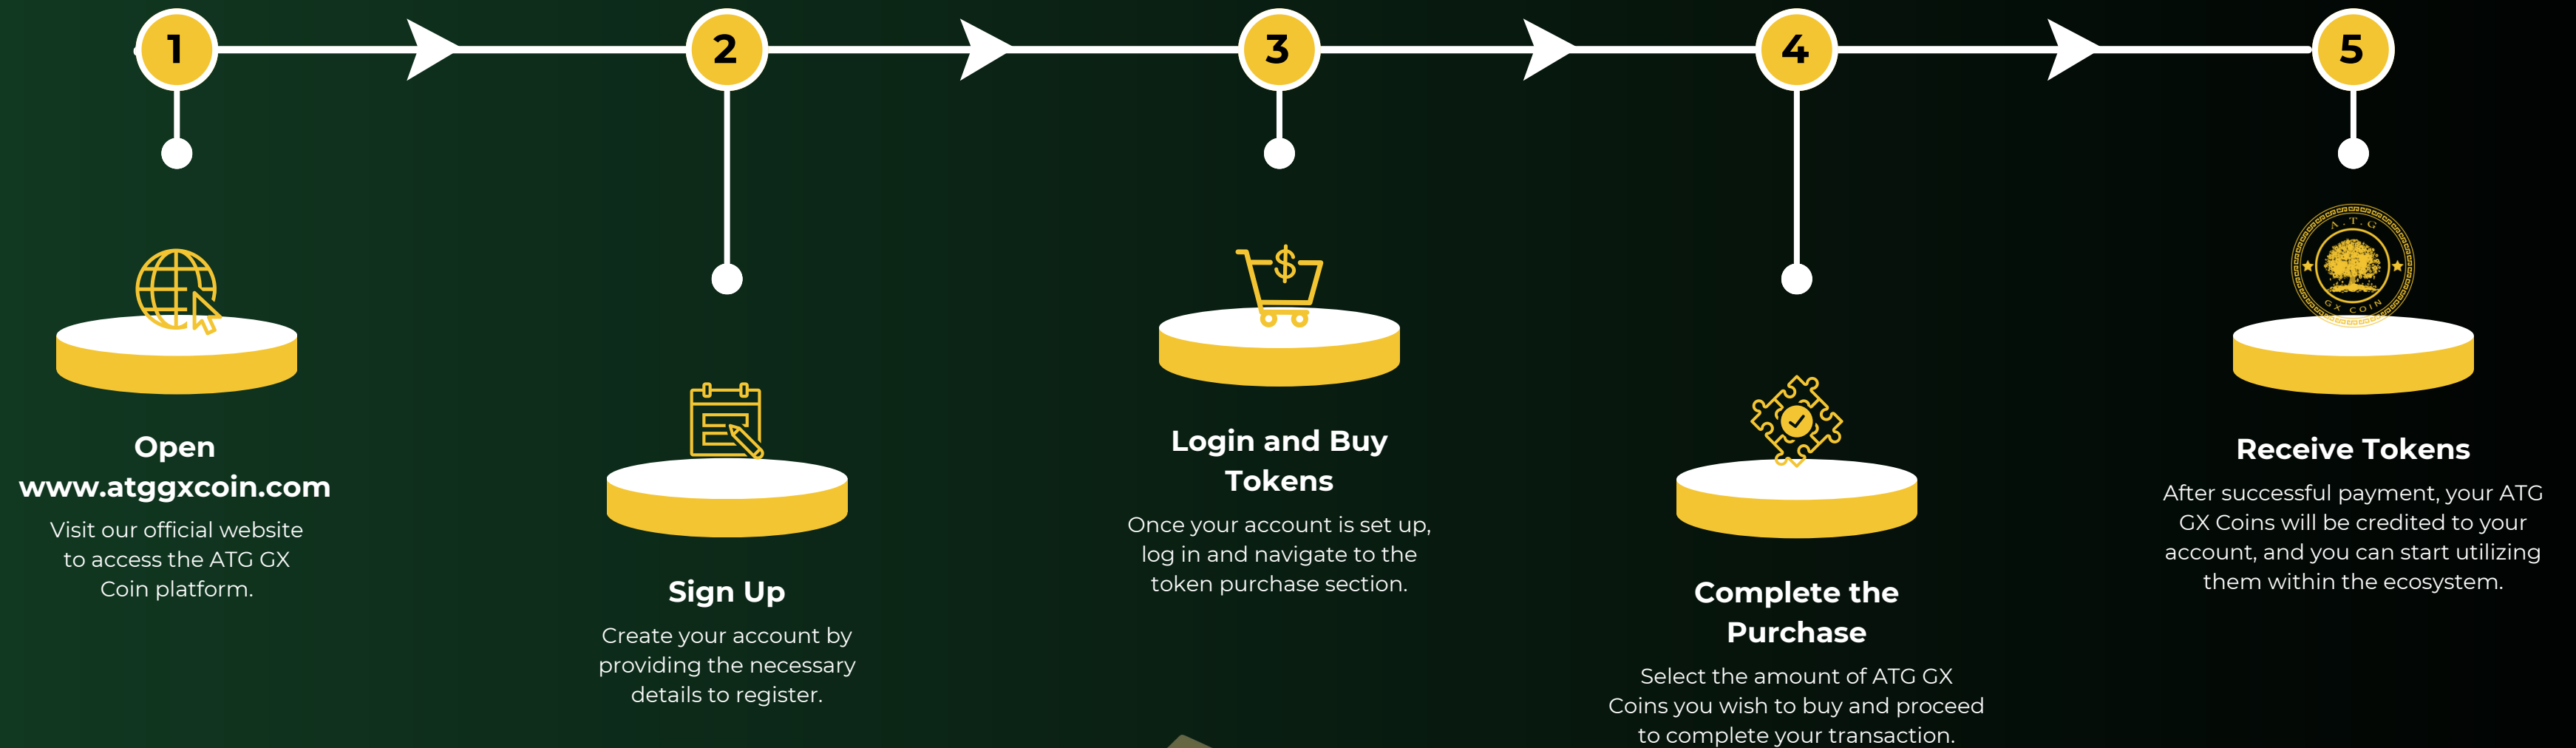 1
2
3
4
5
Open
www.atggxcoin.com
Visit our official website
to access the ATG GX
Coin platform.
Sign Up
Create your account by
providing the necessary
details to register.
$
Login and Buy
Tokens
Once your account is set up,
log in and navigate to the
token purchase section.
Complete the
Purchase
Select the amount of ATG GX
Coins you wish to buy and proceed
to complete your transaction.
A.T.G
GX COIN
Receive Tokens
After successful payment, your ATG
GX Coins will be credited to your
account, and you can start utilizing
them within the ecosystem.